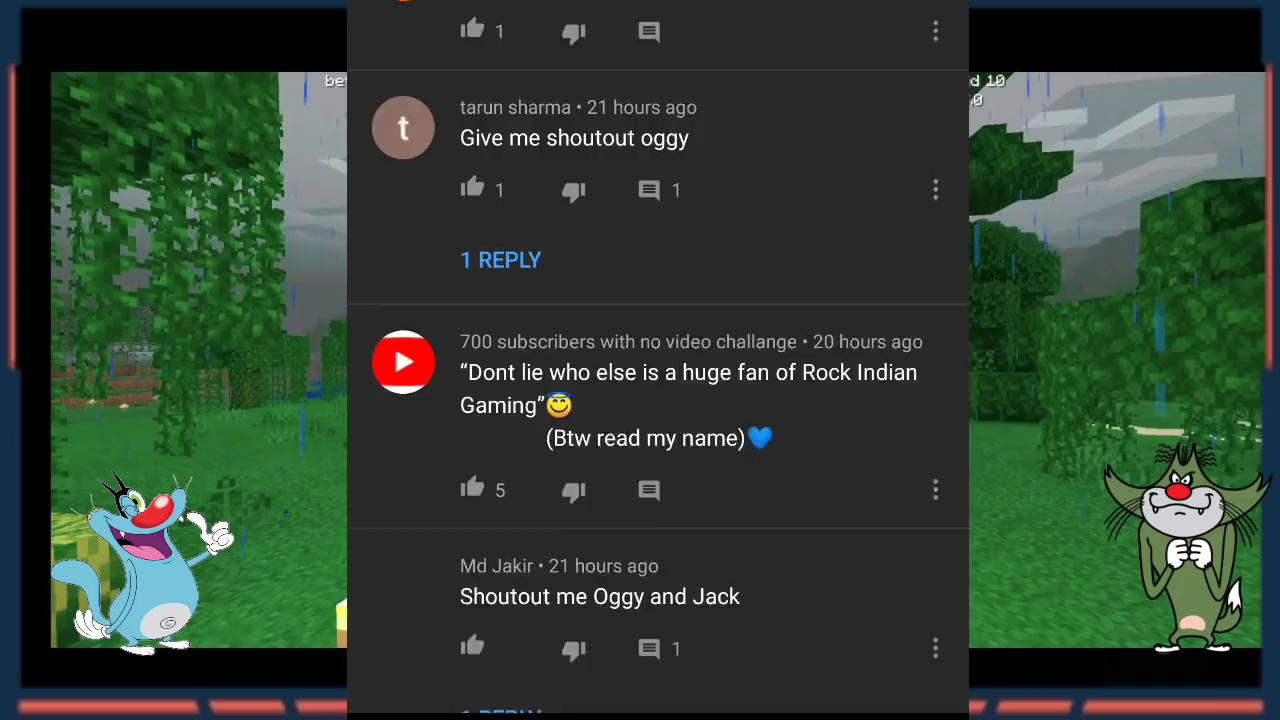 1
be
d 10
tarun sharma • 21 hours ago
Give me shoutout oggy
1 1
1 REPLY
700 subscribers with no video challange • 20 hours ago
“Dont lie who else is a huge fan of Rock Indian
Gaming”😇
(Btw read my name)💙
5
Md Jakir • 21 hours ago
Shoutout me Oggy and Jack
1
t